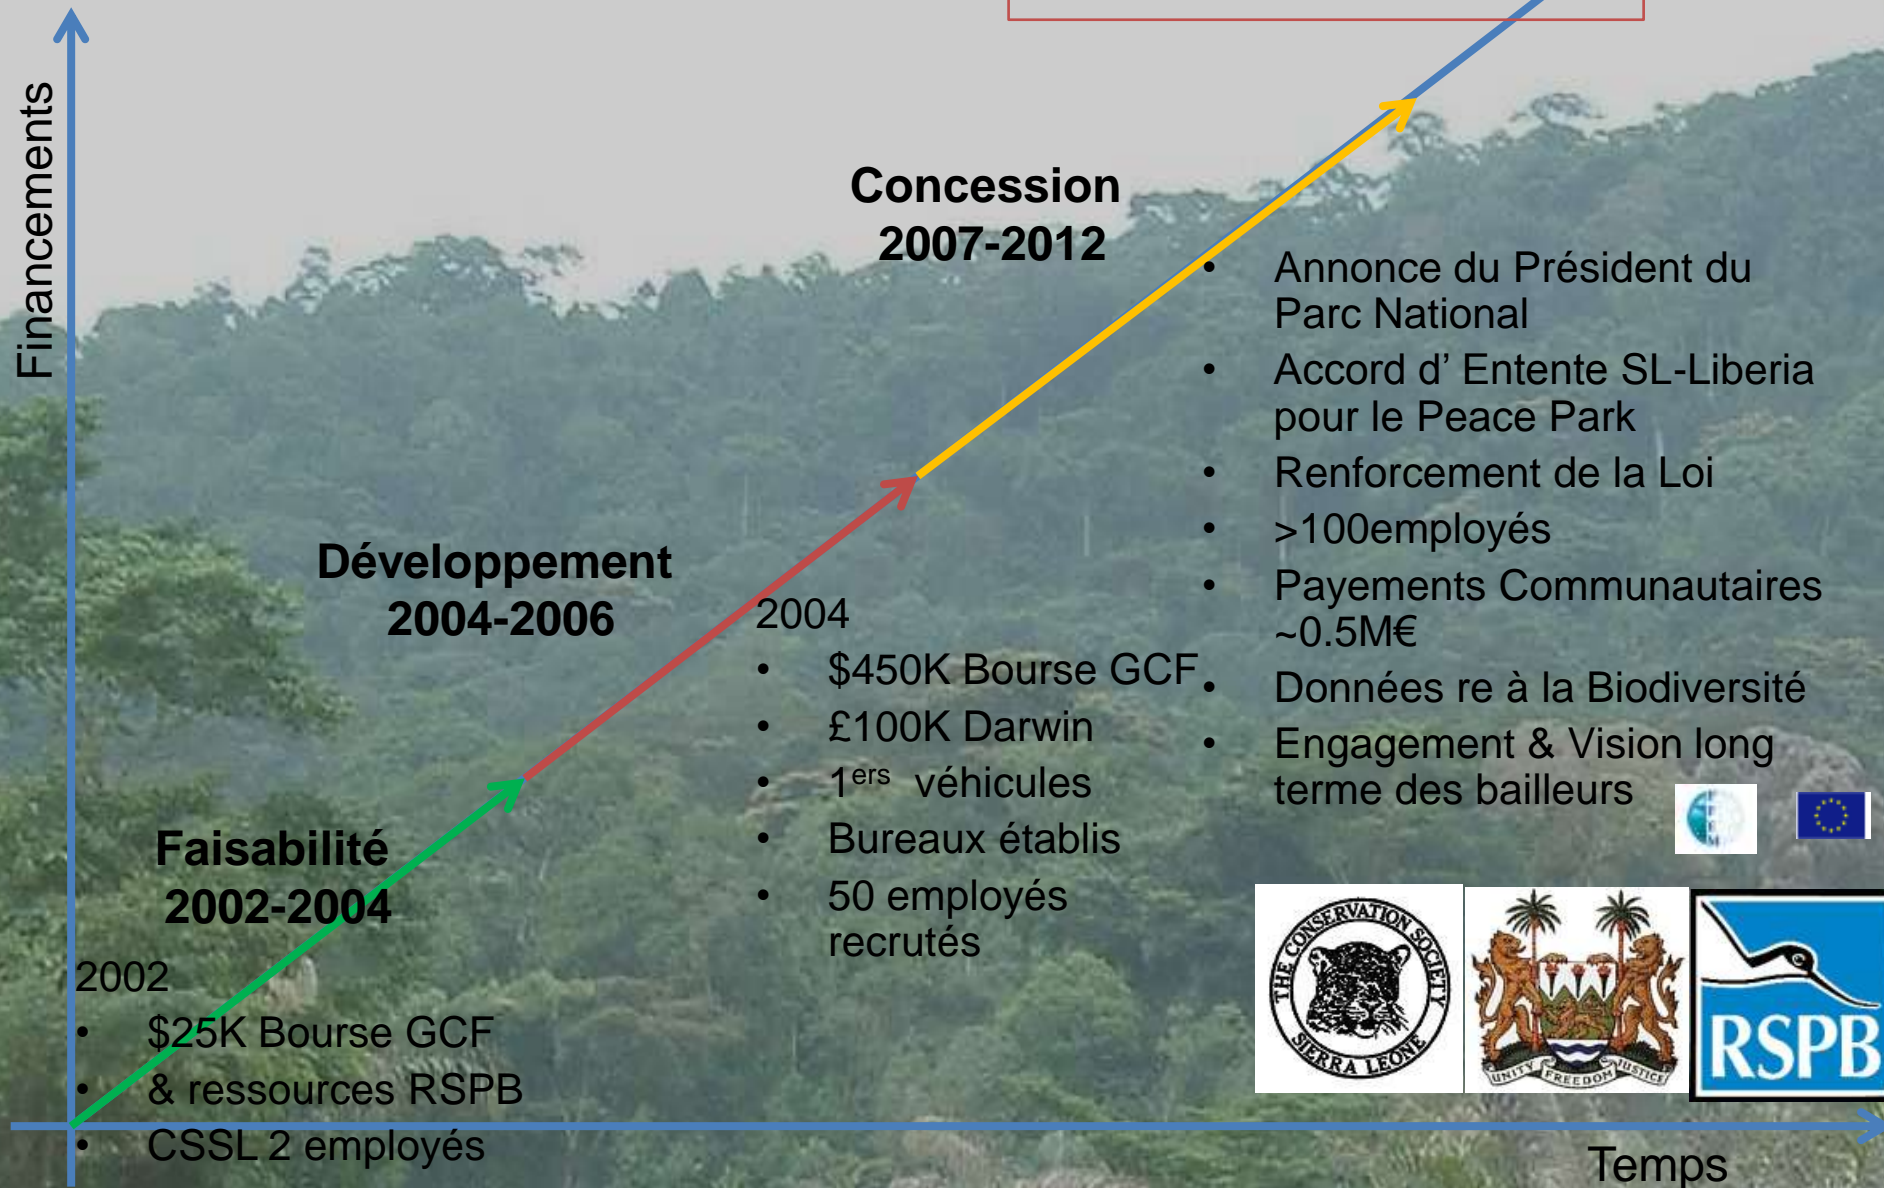 Financements
Concession
2007-2012
• Annonce du Président du
Parc National
• Accord d’ Entente SL-Liberia
pour le Peace Park
• Renforcement de la Loi
• >100employés
• Payements Communautaires
~0.5M€
• Données re à la Biodiversité
• Engagement & Vision long
terme des bailleurs
Développement
2004-2006
2004
• $450K Bourse GCF
• £100K Darwin
• 1ers véhicules
• Bureaux établis
• 50 employés
recrutés
Faisabilité
2002-2004
2002
• $25K Bourse GCF
• & ressources RSPB
• CSSL 2 employés
THE CONSERVATION SOCIETY
SIERRA LEONE
UNITY FREEDOM JUSTICE
RSPB
Temps